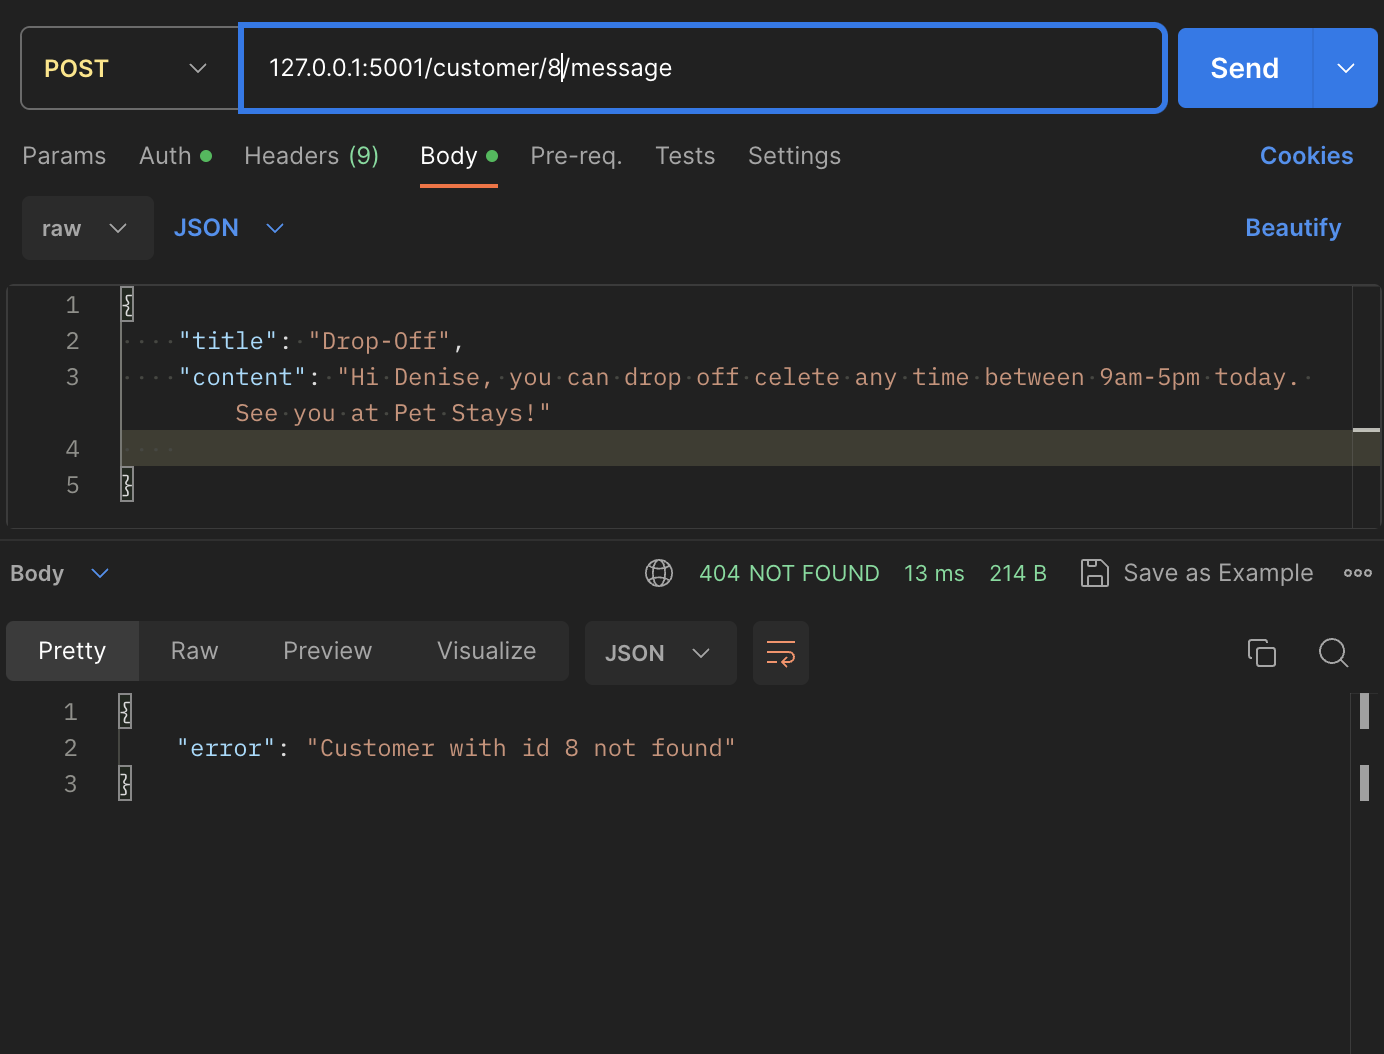 POST 127.0.0.1:5001/customer/8/message Send
Params Auth Headers (9) Body Pre-req. Tests Settings Cookies
raw JSON Beautify
1 {
2 "title": "Drop-Off",
3 "content": "Hi Denise, you can drop off celete any time between 9am-5pm today.
See you at Pet Stays!"
4
5 }
Body 404 NOT FOUND 13 ms 214 B Save as Example
Pretty Raw Preview Visualize JSON
1 {
2 "error": "Customer with id 8 not found"
3 }